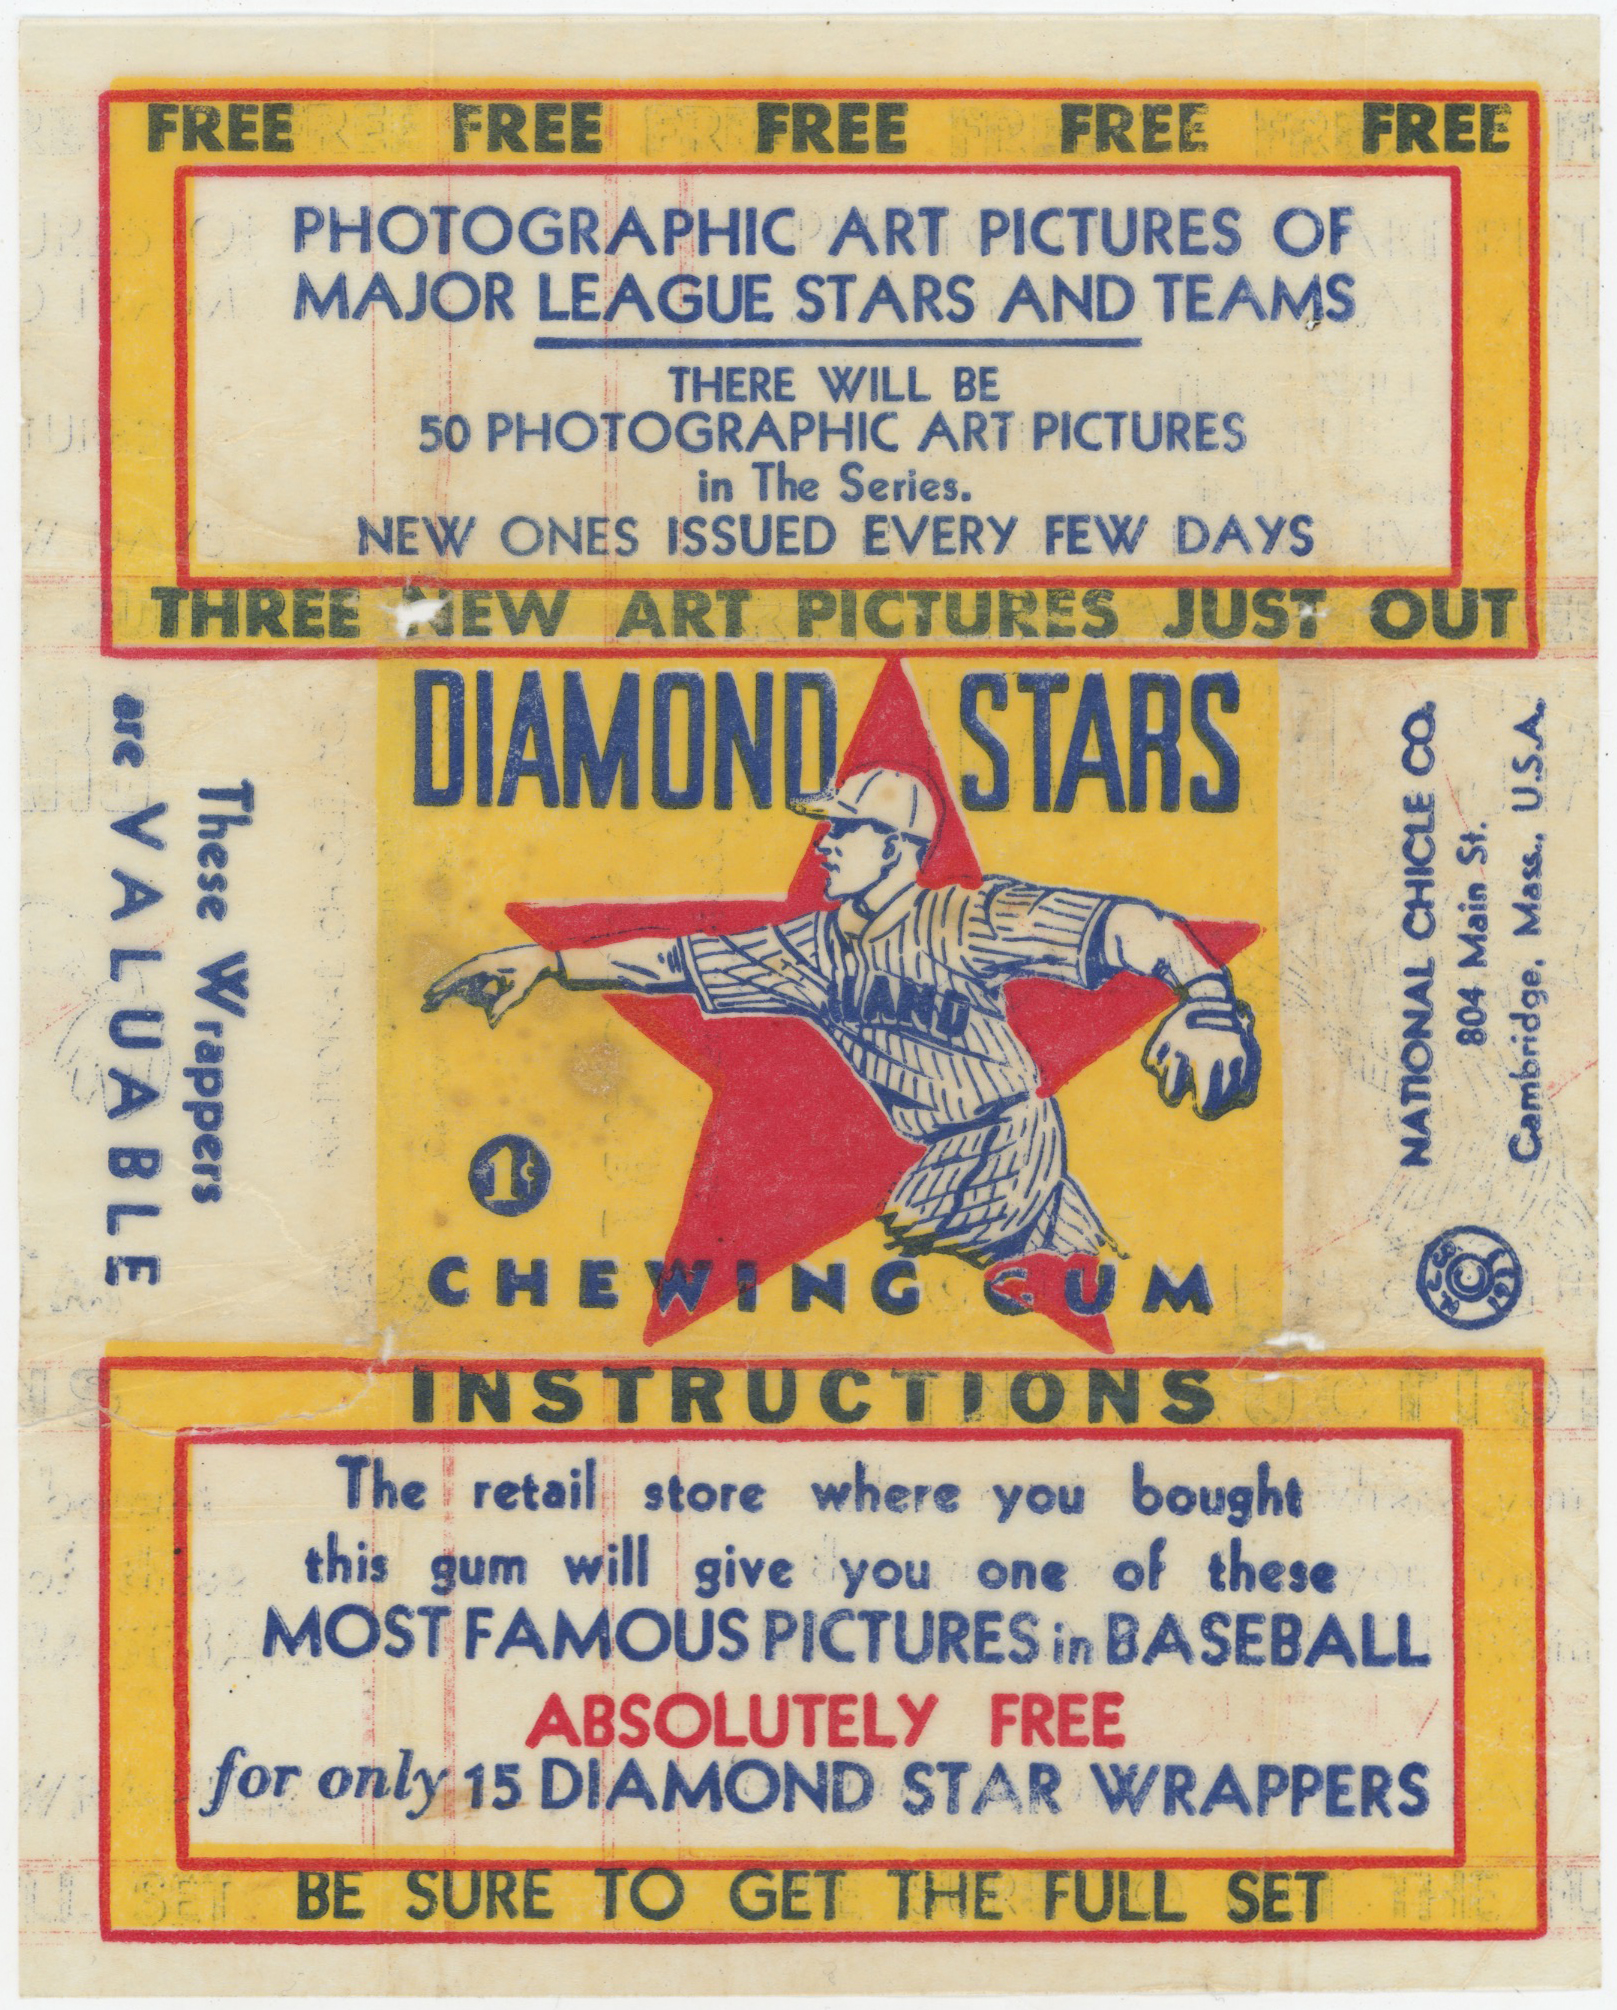 FREE FREE FREE FREE FREE
PHOTOGRAPHIC ART PICTURES OF
MAJOR LEAGUE STARS AND TEAMS
THERE WILL BE
50 PHOTOGRAPHIC ART PICTURES
in The Series.
NEW ONES ISSUED EVERY FEW DAYS
THREE NEW ART PICTURES JUST OUT
These Wrappers
are VALUABLE
DIAMOND STARS
LAND
1¢
CHEWING GUM
NATIONAL CHICLE CO.
804 Main St.
Cambridge, Mass., U.S.A.
INSTRUCTIONS
The retail store where you bought
this gum will give you one of these
MOST FAMOUS PICTURES in BASEBALL
ABSOLUTELY FREE
for only 15 DIAMOND STAR WRAPPERS
BE SURE TO GET THE FULL SET